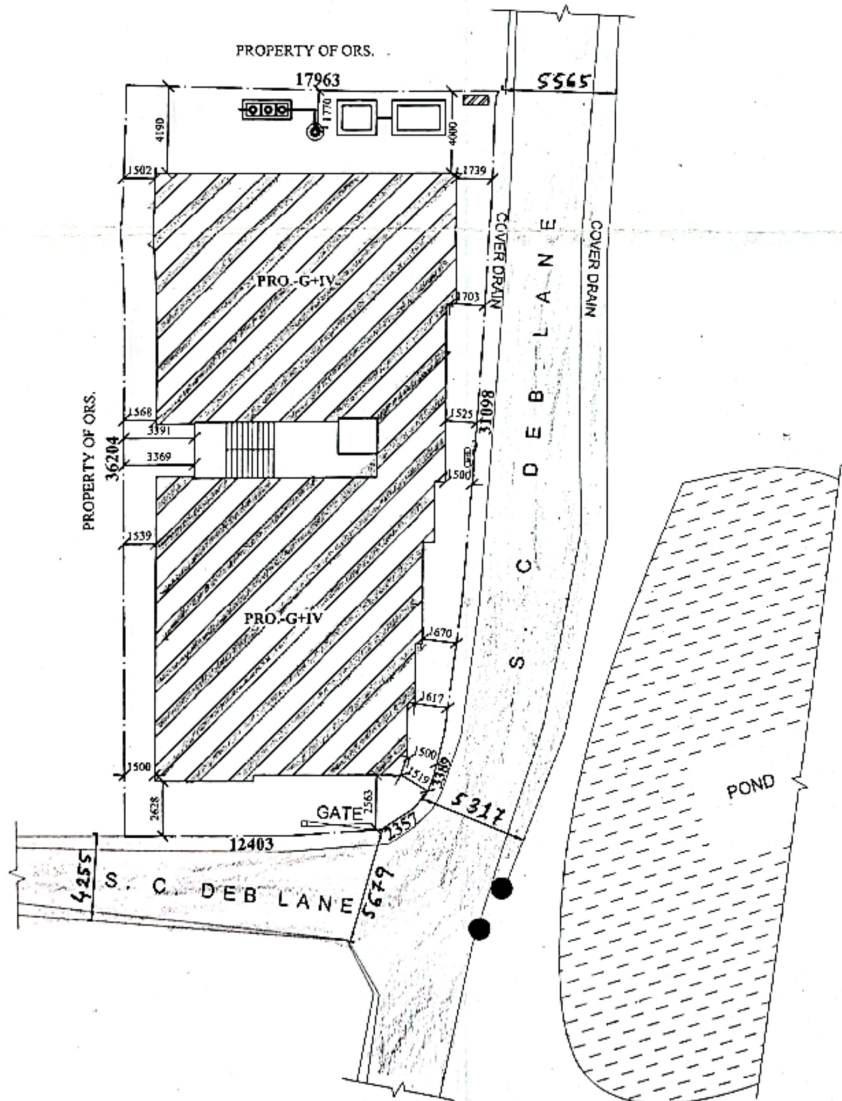 PROPERTY OF ORS.
17963
5565
4190
1770
4000
1502
1739
COVER DRAIN
COVER DRAIN
PRO.-G+IV
1703
S. C DEB LANE
PROPERTY OF ORS.
36204
1568
3391
3369
1525
31098
1500
1539
PRO.-G+IV
1670
1617
1500
1519
3389
1500
2628
2563
GATE
2357
5317
POND
12403
4255
S. C. DEB LANE
5679